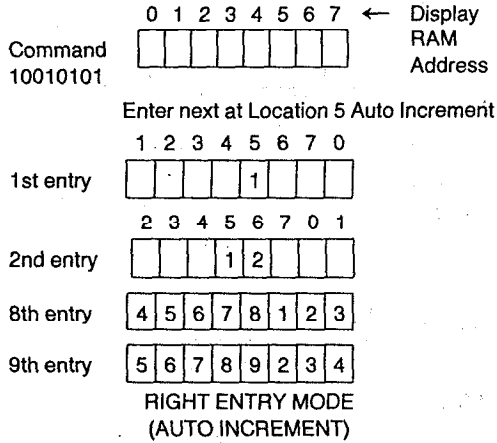 0 1 2 3 4 5 6 7 ← Display
RAM
Address
Command
10010101
Enter next at Location 5 Auto Increment
1 2 3 4 5 6 7 0
1st entry 1
2 3 4 5 6 7 0 1
2nd entry 1 2
8th entry 4 5 6 7 8 1 2 3
9th entry 5 6 7 8 9 2 3 4
RIGHT ENTRY MODE
(AUTO INCREMENT)